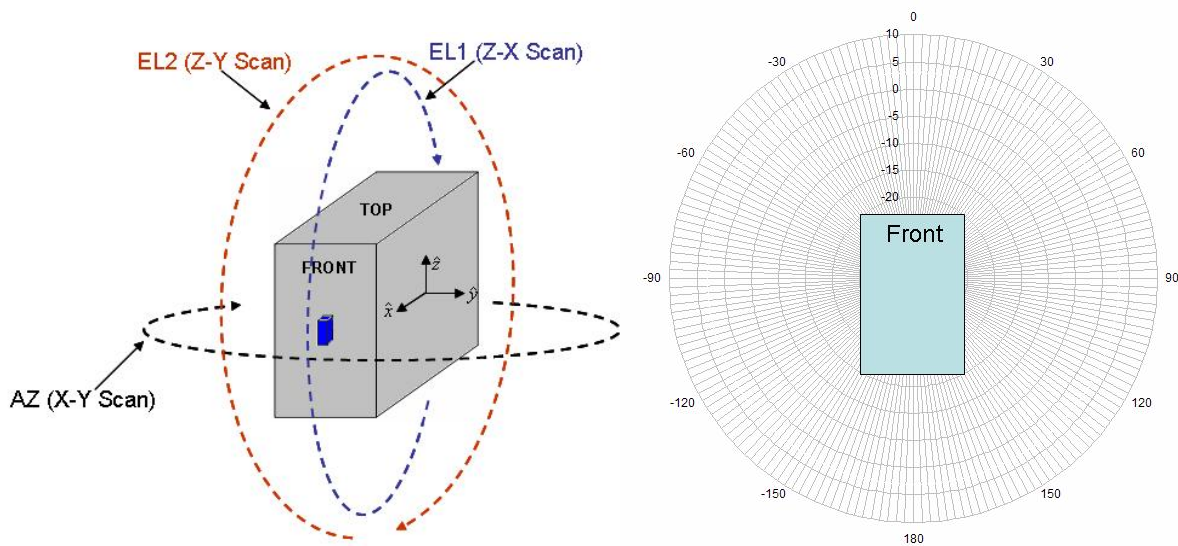 EL2 (Z-Y Scan)
EL1 (Z-X Scan)
TOP
FRONT
ẑ
ŷ
x̂
AZ (X-Y Scan)
0
10
5
0
-5
-10
-15
-20
-30
30
-60
60
Front
-90
90
-120
120
-150
150
180